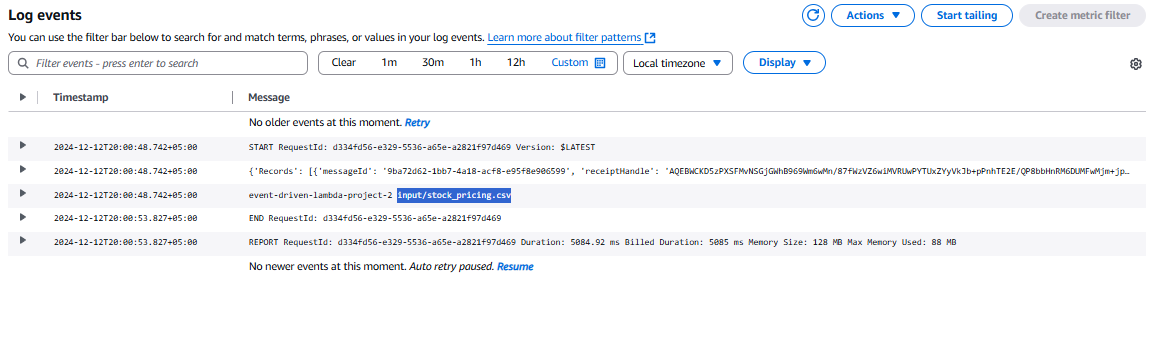 Log events
Actions
Start tailing
Create metric filter
You can use the filter bar below to search for and match terms, phrases, or values in your log events. Learn more about filter patterns
Filter events - press enter to search
Clear 1m 30m 1h 12h Custom
Local timezone
Display
Timestamp Message
No older events at this moment. Retry
2024-12-12T20:00:48.742+05:00 START RequestId: d334fd56-e329-5536-a65e-a2821f97d469 Version: $LATEST
2024-12-12T20:00:48.742+05:00 {'Records': [{'messageId': '9ba72d62-1bb7-4a18-acf8-e95f8e906599', 'receiptHandle': 'AQEBWCKD5zPXSFMvNSGjGWhB969Wm6wMn/87fWzVZ6wiMVRUwPYTUxZYyVkJb+pPnhTE2E/QP8bbHnRM6DUMFwMjm+jp…
2024-12-12T20:00:48.742+05:00 event-driven-lambda-project-2 input/stock_pricing.csv
2024-12-12T20:00:53.827+05:00 END RequestId: d334fd56-e329-5536-a65e-a2821f97d469
2024-12-12T20:00:53.827+05:00 REPORT RequestId: d334fd56-e329-5536-a65e-a2821f97d469 Duration: 5084.92 ms Billed Duration: 5085 ms Memory Size: 128 MB Max Memory Used: 88 MB
No newer events at this moment. Auto retry paused. Resume